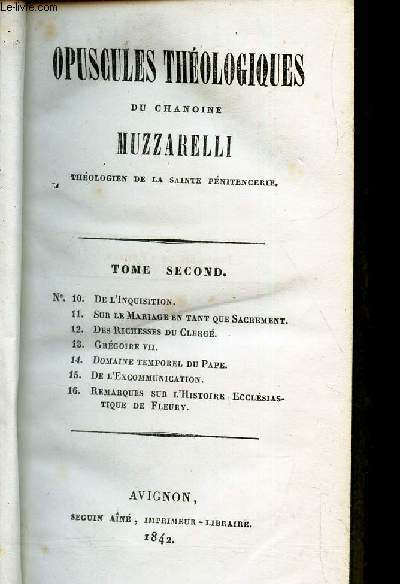 www.le-livre.com
OPUSCULES THÉOLOGIQUES
DU CHANOINE
MUZZARELLI
THÉOLOGIEN DE LA SAINTE PÉNITENCERIE.
TOME SECOND.
Nº. 10. DE L'INQUISITION.
11. SUR LE MARIAGE EN TANT QUE SACREMENT.
12. DES RICHESSES DU CLERGÉ.
13. GRÉGOIRE VII.
14. DOMAINE TEMPOREL DU PAPE.
15. DE L'EXCOMMUNICATION.
16. REMARQUES SUR L'HISTOIRE ECCLÉSIAS-
TIQUE DE FLEURY.
AVIGNON,
SEGUIN AÎNÉ, IMPRIMEUR-LIBRAIRE.
1842.